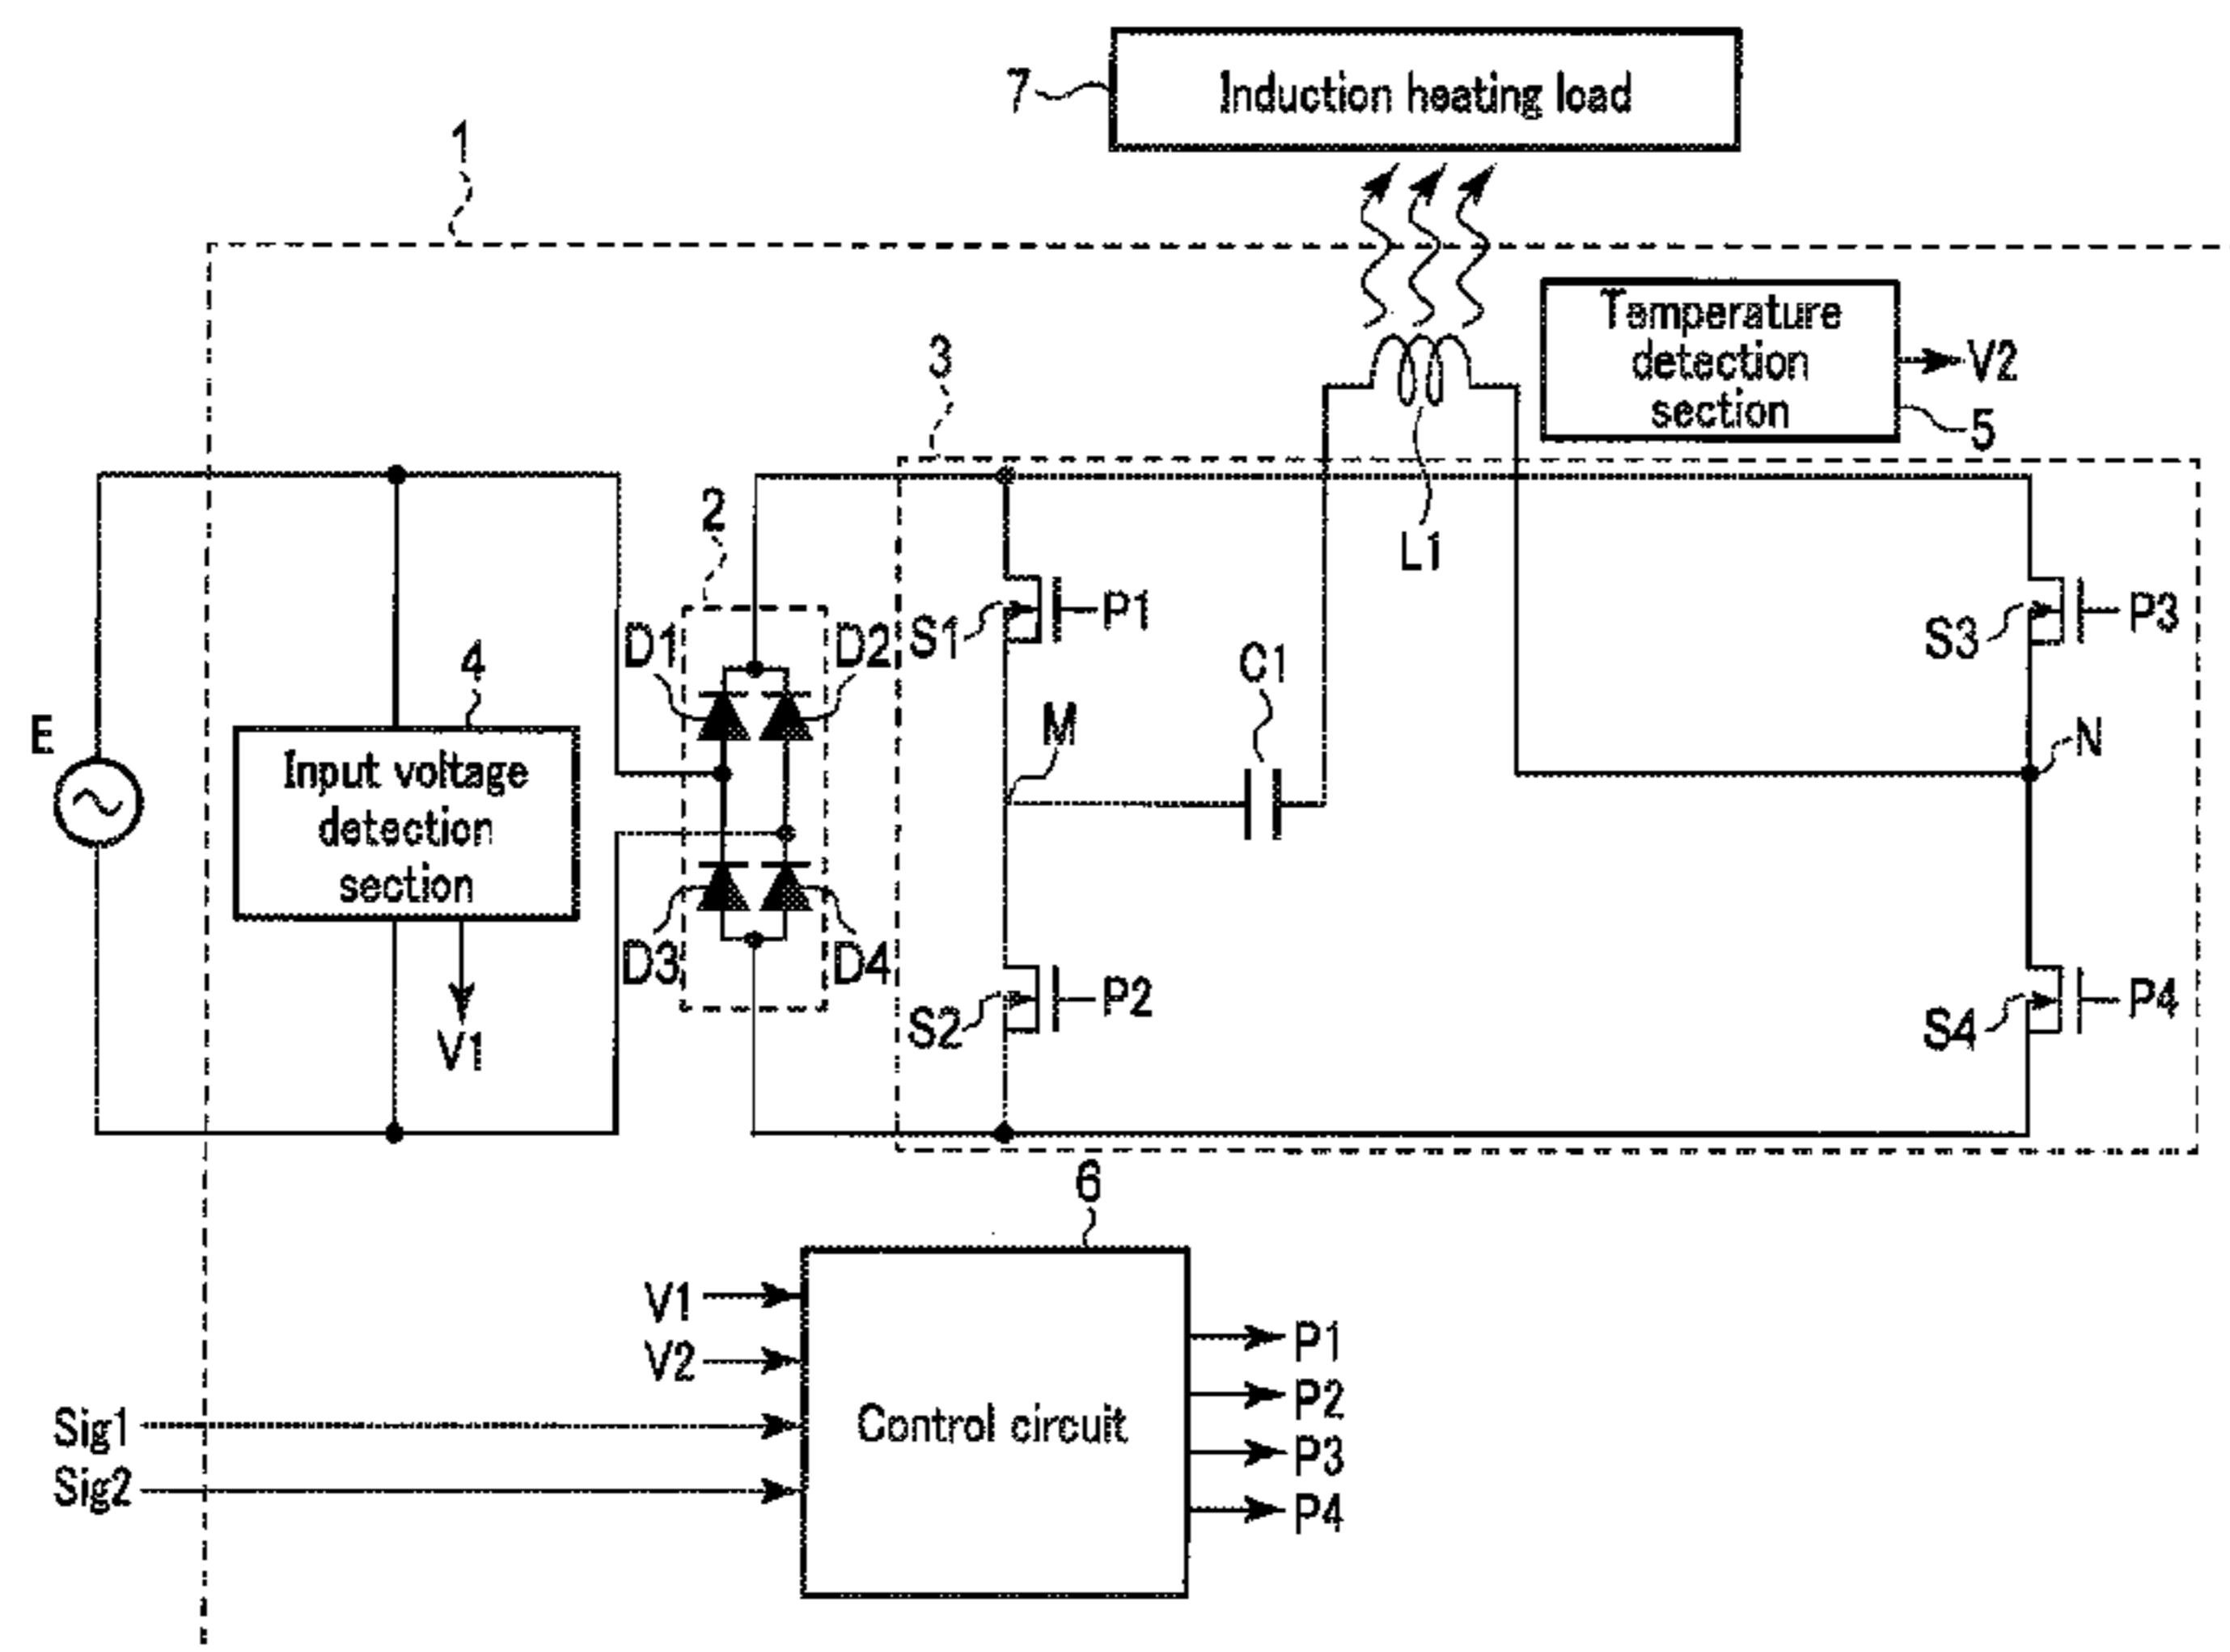 7
Induction heating load
1
Temperature
detection
section
V2
5
3
2
L1
S1
P1
S3
P3
D1
D2
4
C1
E
M
N
Input voltage
detection
section
D3
D4
S2
P2
S4
P4
V1
6
V1
V2
Sig1
Sig2
Control circuit
P1
P2
P3
P4